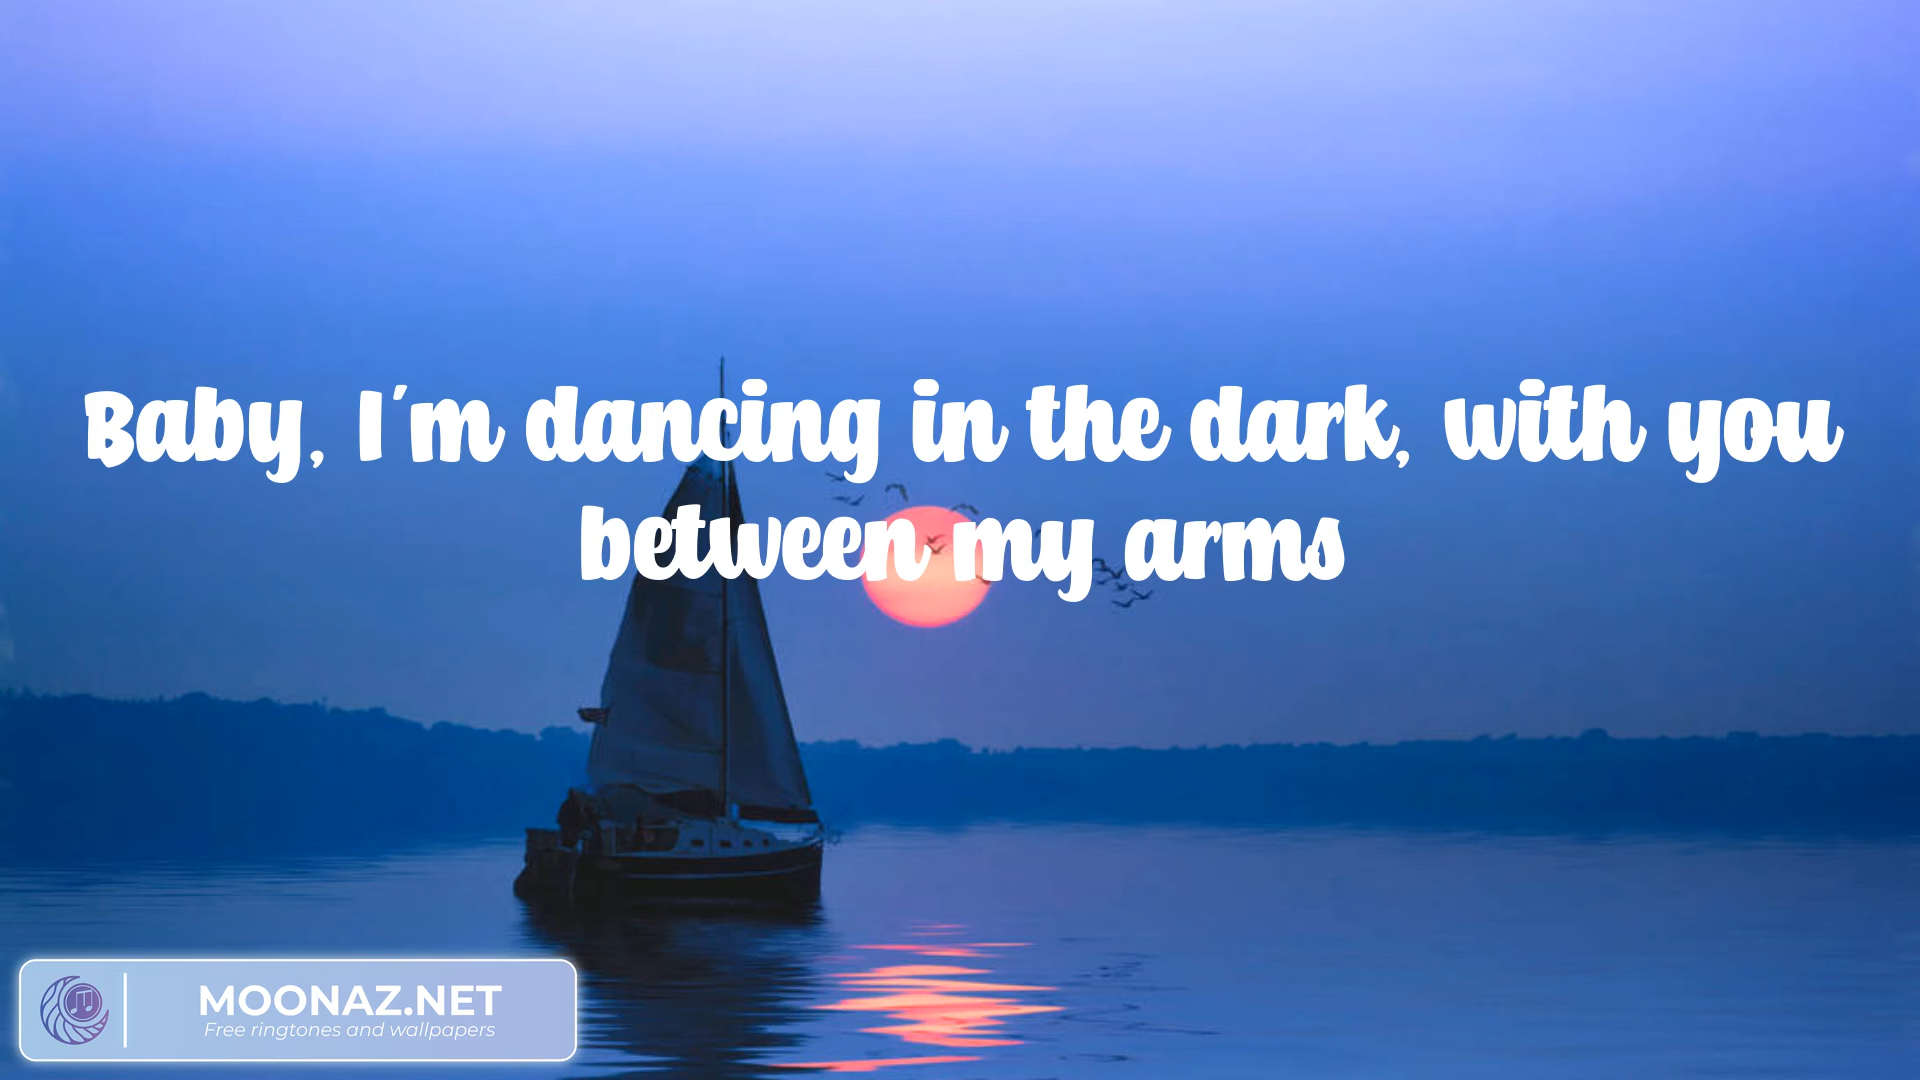 Baby, I'm dancing in the dark, with you
between my arms
MOONAZ.NET
Free ringtones and wallpapers